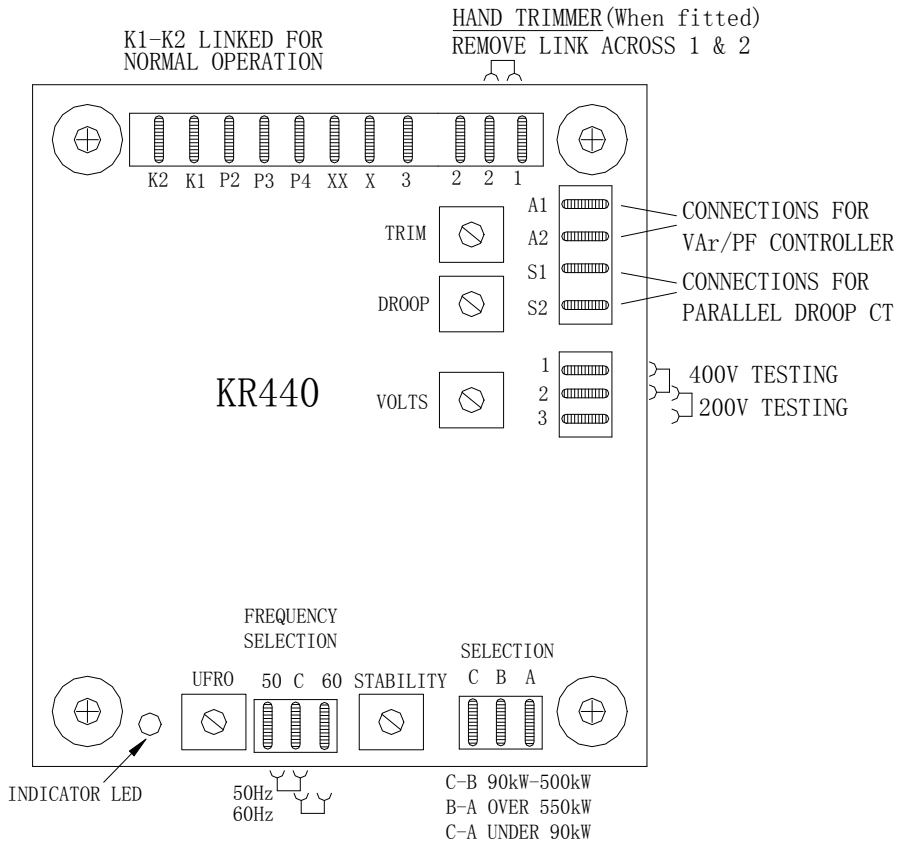 HAND TRIMMER(When fitted)
REMOVE LINK ACROSS 1 & 2
K1-K2 LINKED FOR
NORMAL OPERATION
K2 K1 P2 P3 P4 XX X 3 2 2 1
A1
A2
S1
S2
CONNECTIONS FOR
VAr/PF CONTROLLER
CONNECTIONS FOR
PARALLEL DROOP CT
TRIM
DROOP
VOLTS
KR440
1
2
3
400V TESTING
200V TESTING
FREQUENCY
SELECTION
UFRO
50 C 60
STABILITY
SELECTION
C B A
INDICATOR LED
50Hz
60Hz
C-B 90kW-500kW
B-A OVER 550kW
C-A UNDER 90kW